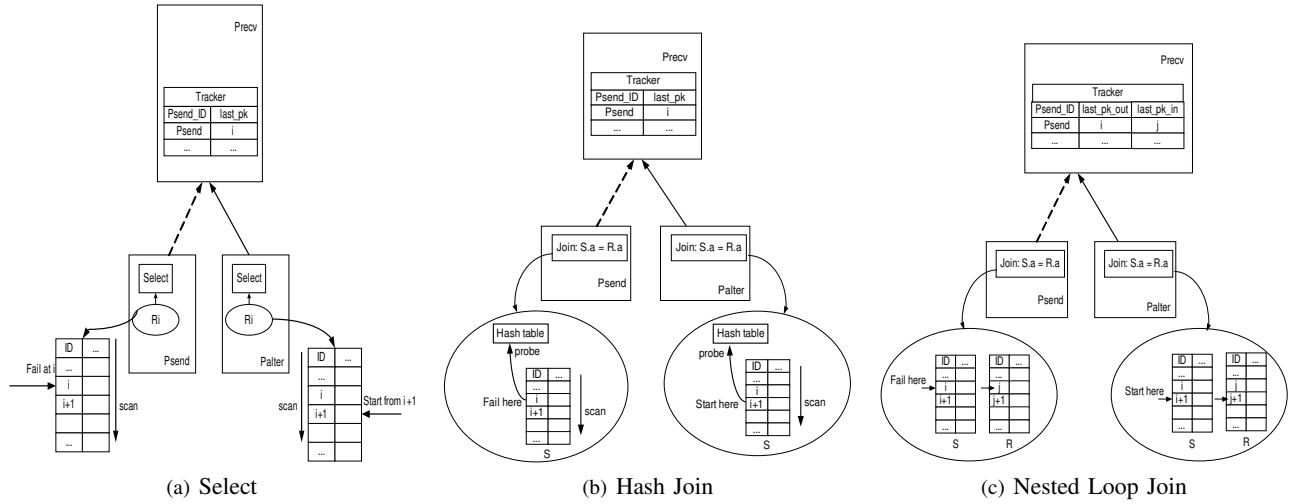 Precv
Tracker
Psend_ID last_pk
Psend i
... ...
Select Select
Ri Ri
Psend Palter
ID ...
...
i
i+1
...
Fail at i
scan
ID ...
...
i
i+1
...
scan
Start from i +1
(a) Select
Precv
Tracker
Psend_ID last_pk
Psend i
... ...
Join: S.a = R.a
Psend
Join: S.a = R.a
Palter
Hash table
probe
ID ...
...
i
i+1
...
Fail here
scan
S
Hash table
probe
ID ...
...
i
i+1
...
Start here
scan
S
(b) Hash Join
Precv
Tracker
Psend_ID last_pk_out last_pk_in
Psend i j
... ... ...
Join: S.a = R.a
Psend
Join: S.a = R.a
Palter
ID ... ID ...
... ...
Fail here i j
i+1 j+1
... ...
S R
ID ... ID ...
... ...
i j
Start here i+1 j+1
... ...
S R
(c) Nested Loop Join